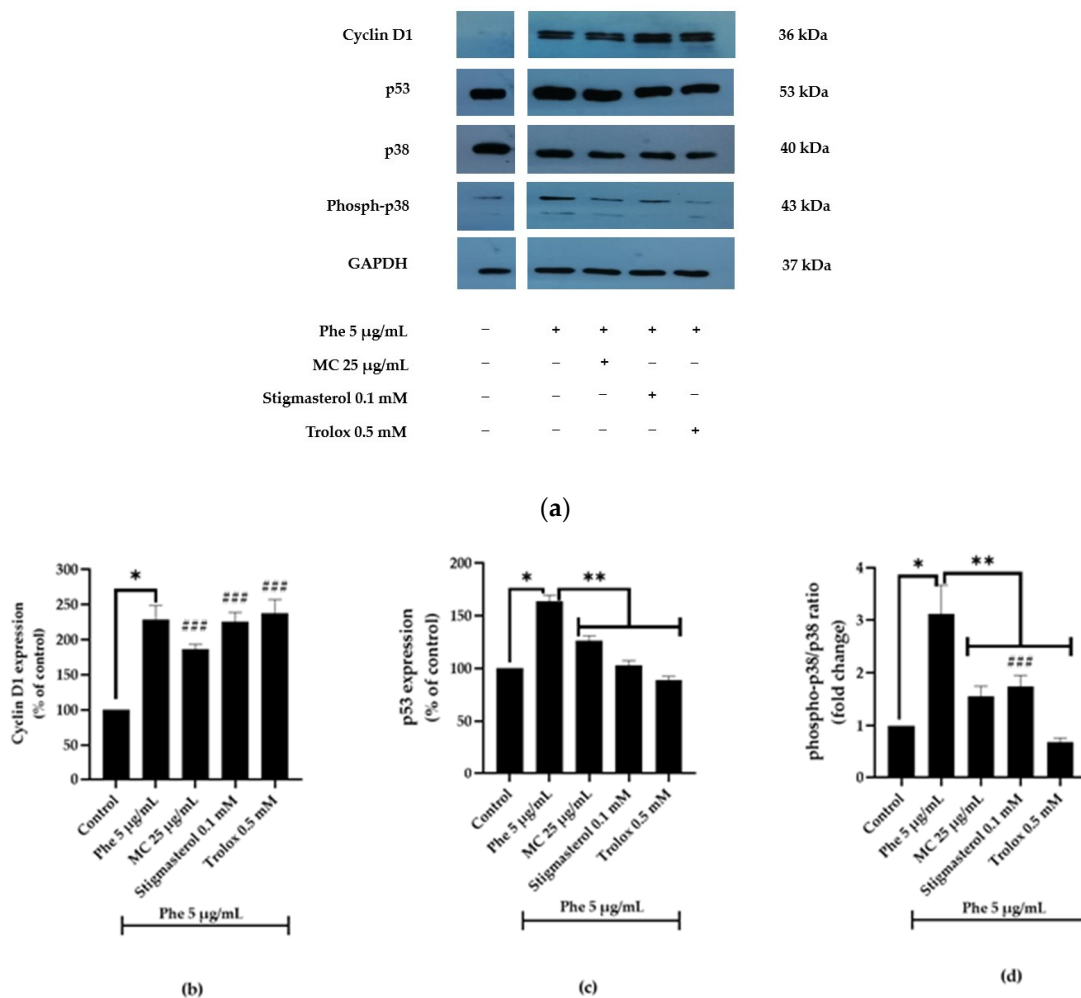 Cyclin D1 36 kDa
p53 53 kDa
p38 40 kDa
Phosph-p38 43 kDa
GAPDH 37 kDa
Phe 5 µg/mL − + + + +
MC 25 µg/mL − − + − −
Stigmasterol 0.1 mM − − − + −
Trolox 0.5 mM − − − − +
(a)
Cyclin D1 expression
(% of control)
300
250
200
150
100
50
0
*
###
###
###
Control
Phe 5 µg/mL
MC 25 µg/mL
Stigmasterol 0.1 mM
Trolox 0.5 mM
Phe 5 µg/mL
(b)
p53 expression
(% of control)
200
150
100
50
0
*
**
Control
Phe 5 µg/mL
MC 25 µg/mL
Stigmasterol 0.1 mM
Trolox 0.5 mM
Phe 5 µg/mL
(c)
phospho-p38/p38 ratio
(fold change)
4
3
2
1
0
*
**
###
Control
Phe 5 µg/mL
MC 25 µg/mL
Stigmasterol 0.1 mM
Trolox 0.5 mM
Phe 5 µg/mL
(d)